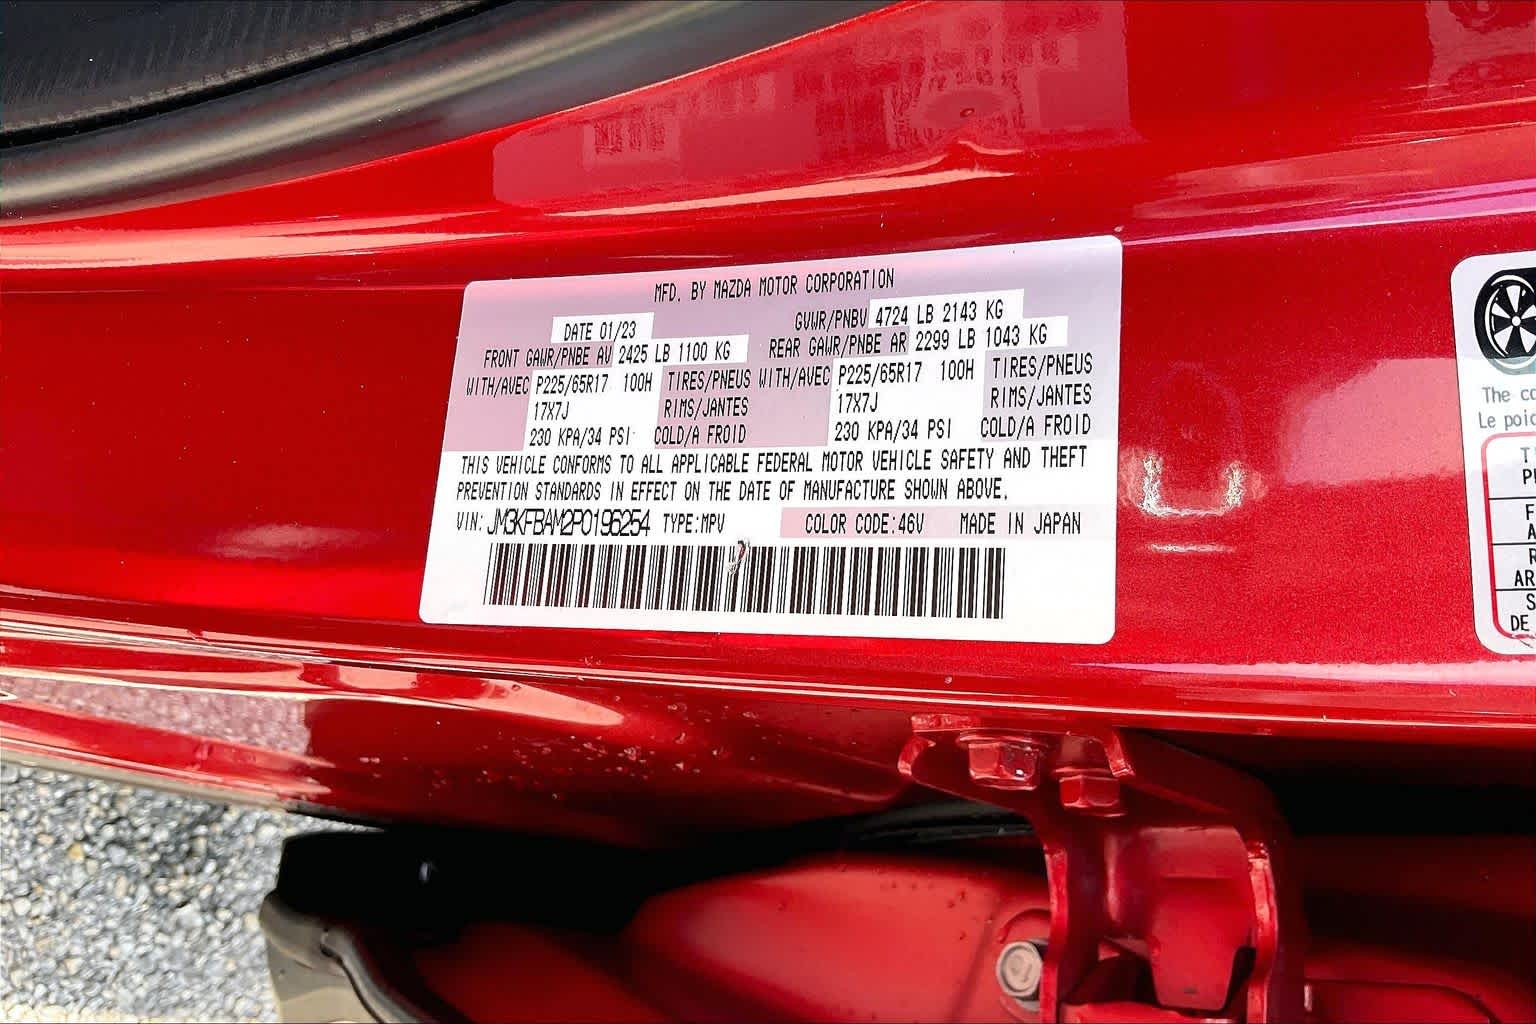 MFD. BY MAZDA MOTOR CORPORATION
DATE 01/23 GVWR/PNBV 4724 LB 2143 KG
FRONT GAWR/PNBE AV 2425 LB 1100 KG REAR GAWR/PNBE AR 2299 LB 1043 KG
WITH/AVEC P225/65R17 100H TIRES/PNEUS WITH/AVEC P225/65R17 100H TIRES/PNEUS
17X7J RIMS/JANTES 17X7J RIMS/JANTES
230 KPA/34 PSI COLD/A FROID 230 KPA/34 PSI COLD/A FROID
THIS VEHICLE CONFORMS TO ALL APPLICABLE FEDERAL MOTOR VEHICLE SAFETY AND THEFT
PREVENTION STANDARDS IN EFFECT ON THE DATE OF MANUFACTURE SHOWN ABOVE.
VIN: JM3KFBAM2P0196254 TYPE:MPV COLOR CODE:46V MADE IN JAPAN
The
Le
AR
DE